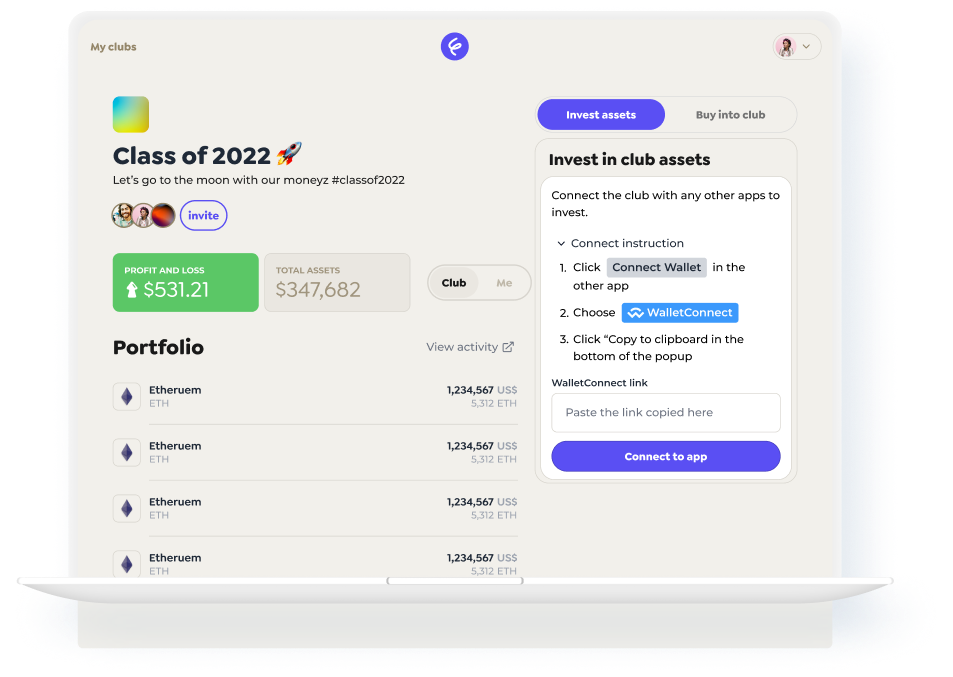 My clubs
Class of 2022 🚀
Let's go to the moon with our moneyz #classof2022
invite
PROFIT AND LOSS
$531.21
TOTAL ASSETS
$347,682
Club
Me
Portfolio
View activity
Etheruem
1,234,567 US$
ETH
5,312 ETH
Etheruem
1,234,567 US$
ETH
5,312 ETH
Etheruem
1,234,567 US$
ETH
5,312 ETH
Etheruem
1,234,567 US$
ETH
5,312 ETH
Invest assets
Buy into club
Invest in club assets
Connect the club with any other apps to
invest.
Connect instruction
1. Click Connect Wallet in the
other app
2. Choose WalletConnect
3. Click “Copy to clipboard in the
bottom of the popup
WalletConnect link
Paste the link copied here
Connect to app